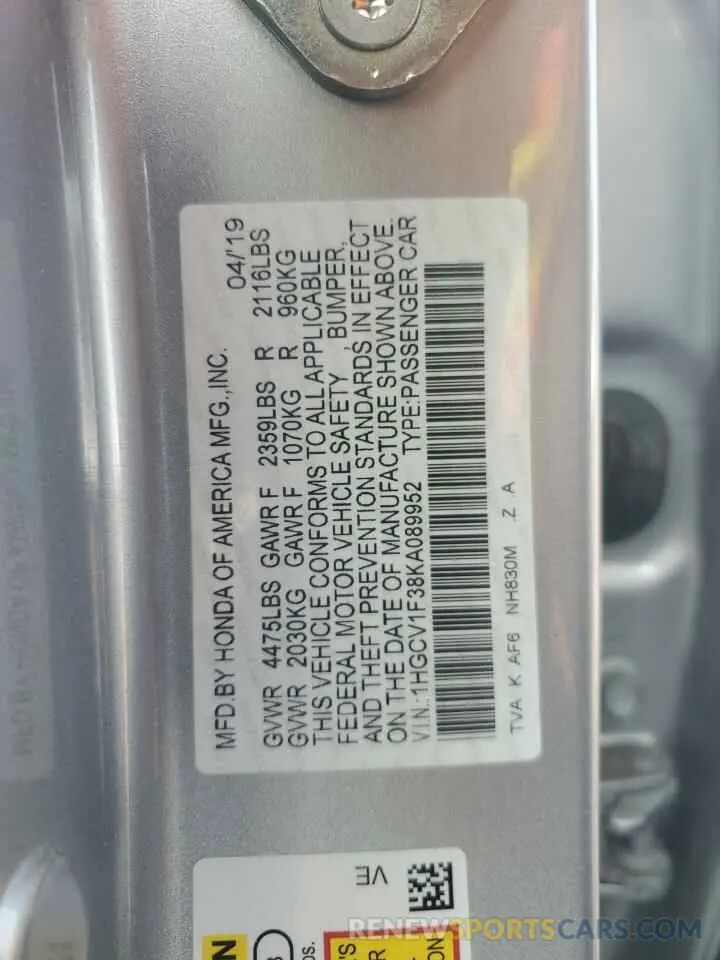 MFD.BY HONDA OF AMERICA MFG.,INC. 04/'19
GVWR 4475LBS GAWR F 2359LBS R 2116LBS
GVWR 2030KG GAWR F 1070KG R 960KG
THIS VEHICLE CONFORMS TO ALL APPLICABLE
FEDERAL MOTOR VEHICLE SAFETY, BUMPER,
AND THEFT PREVENTION STANDARDS IN EFFECT
ON THE DATE OF MANUFACTURE SHOWN ABOVE.
VIN.:1HGCV1F38KA089952 TYPE:PASSENGER CAR
TVA K AF6 NH830M .Z .A
VE
RENEWSPORTSCARS.COM